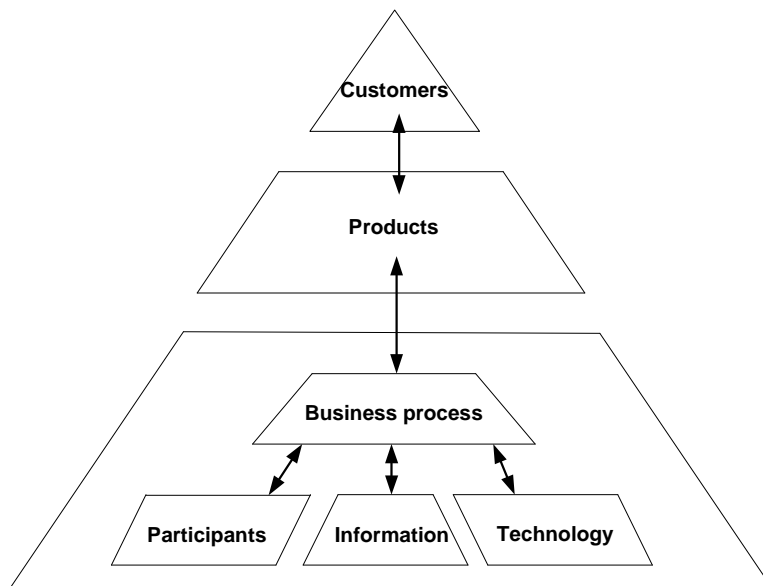 Customers
Products
Business process
Participants
Information
Technology